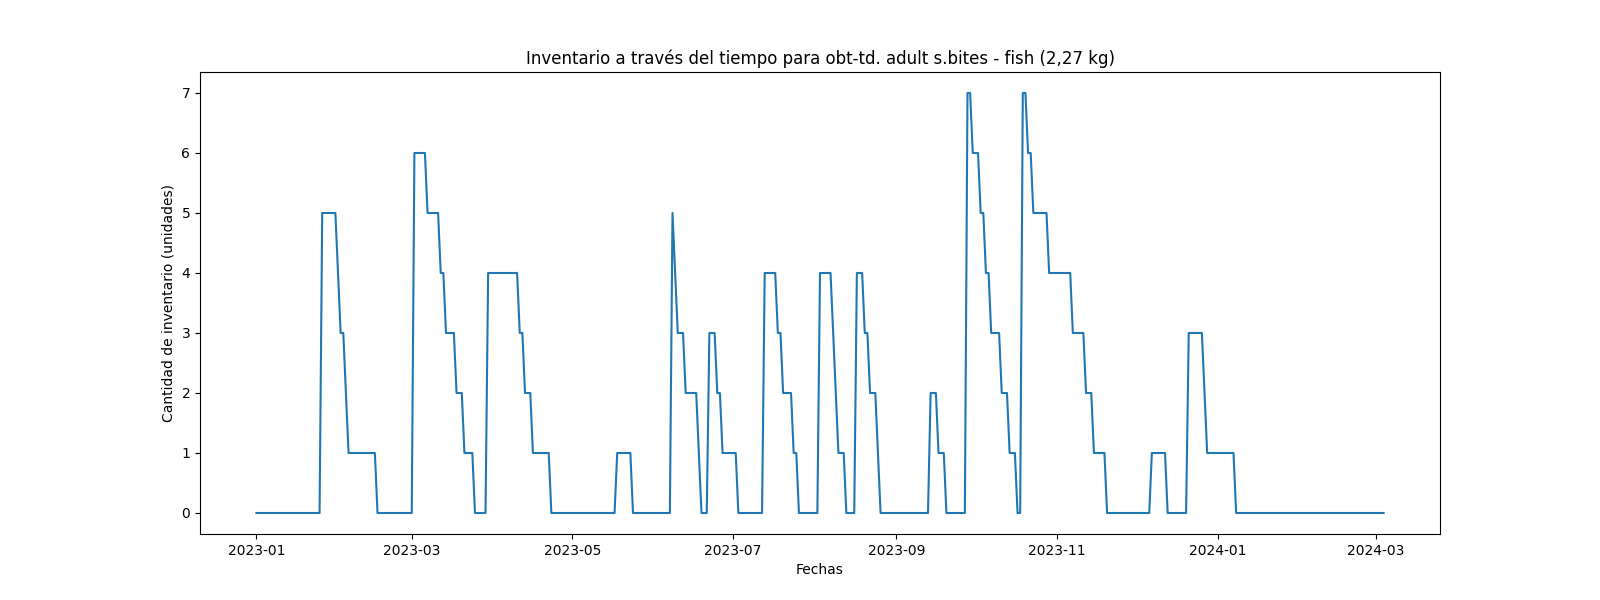 Inventario a través del tiempo para obt-td. adult s.bites - fish (2,27 kg)
Cantidad de inventario (unidades)
7
6
5
4
3
2
1
0
2023-01 2023-03 2023-05 2023-07 2023-09 2023-11 2024-01 2024-03
Fechas